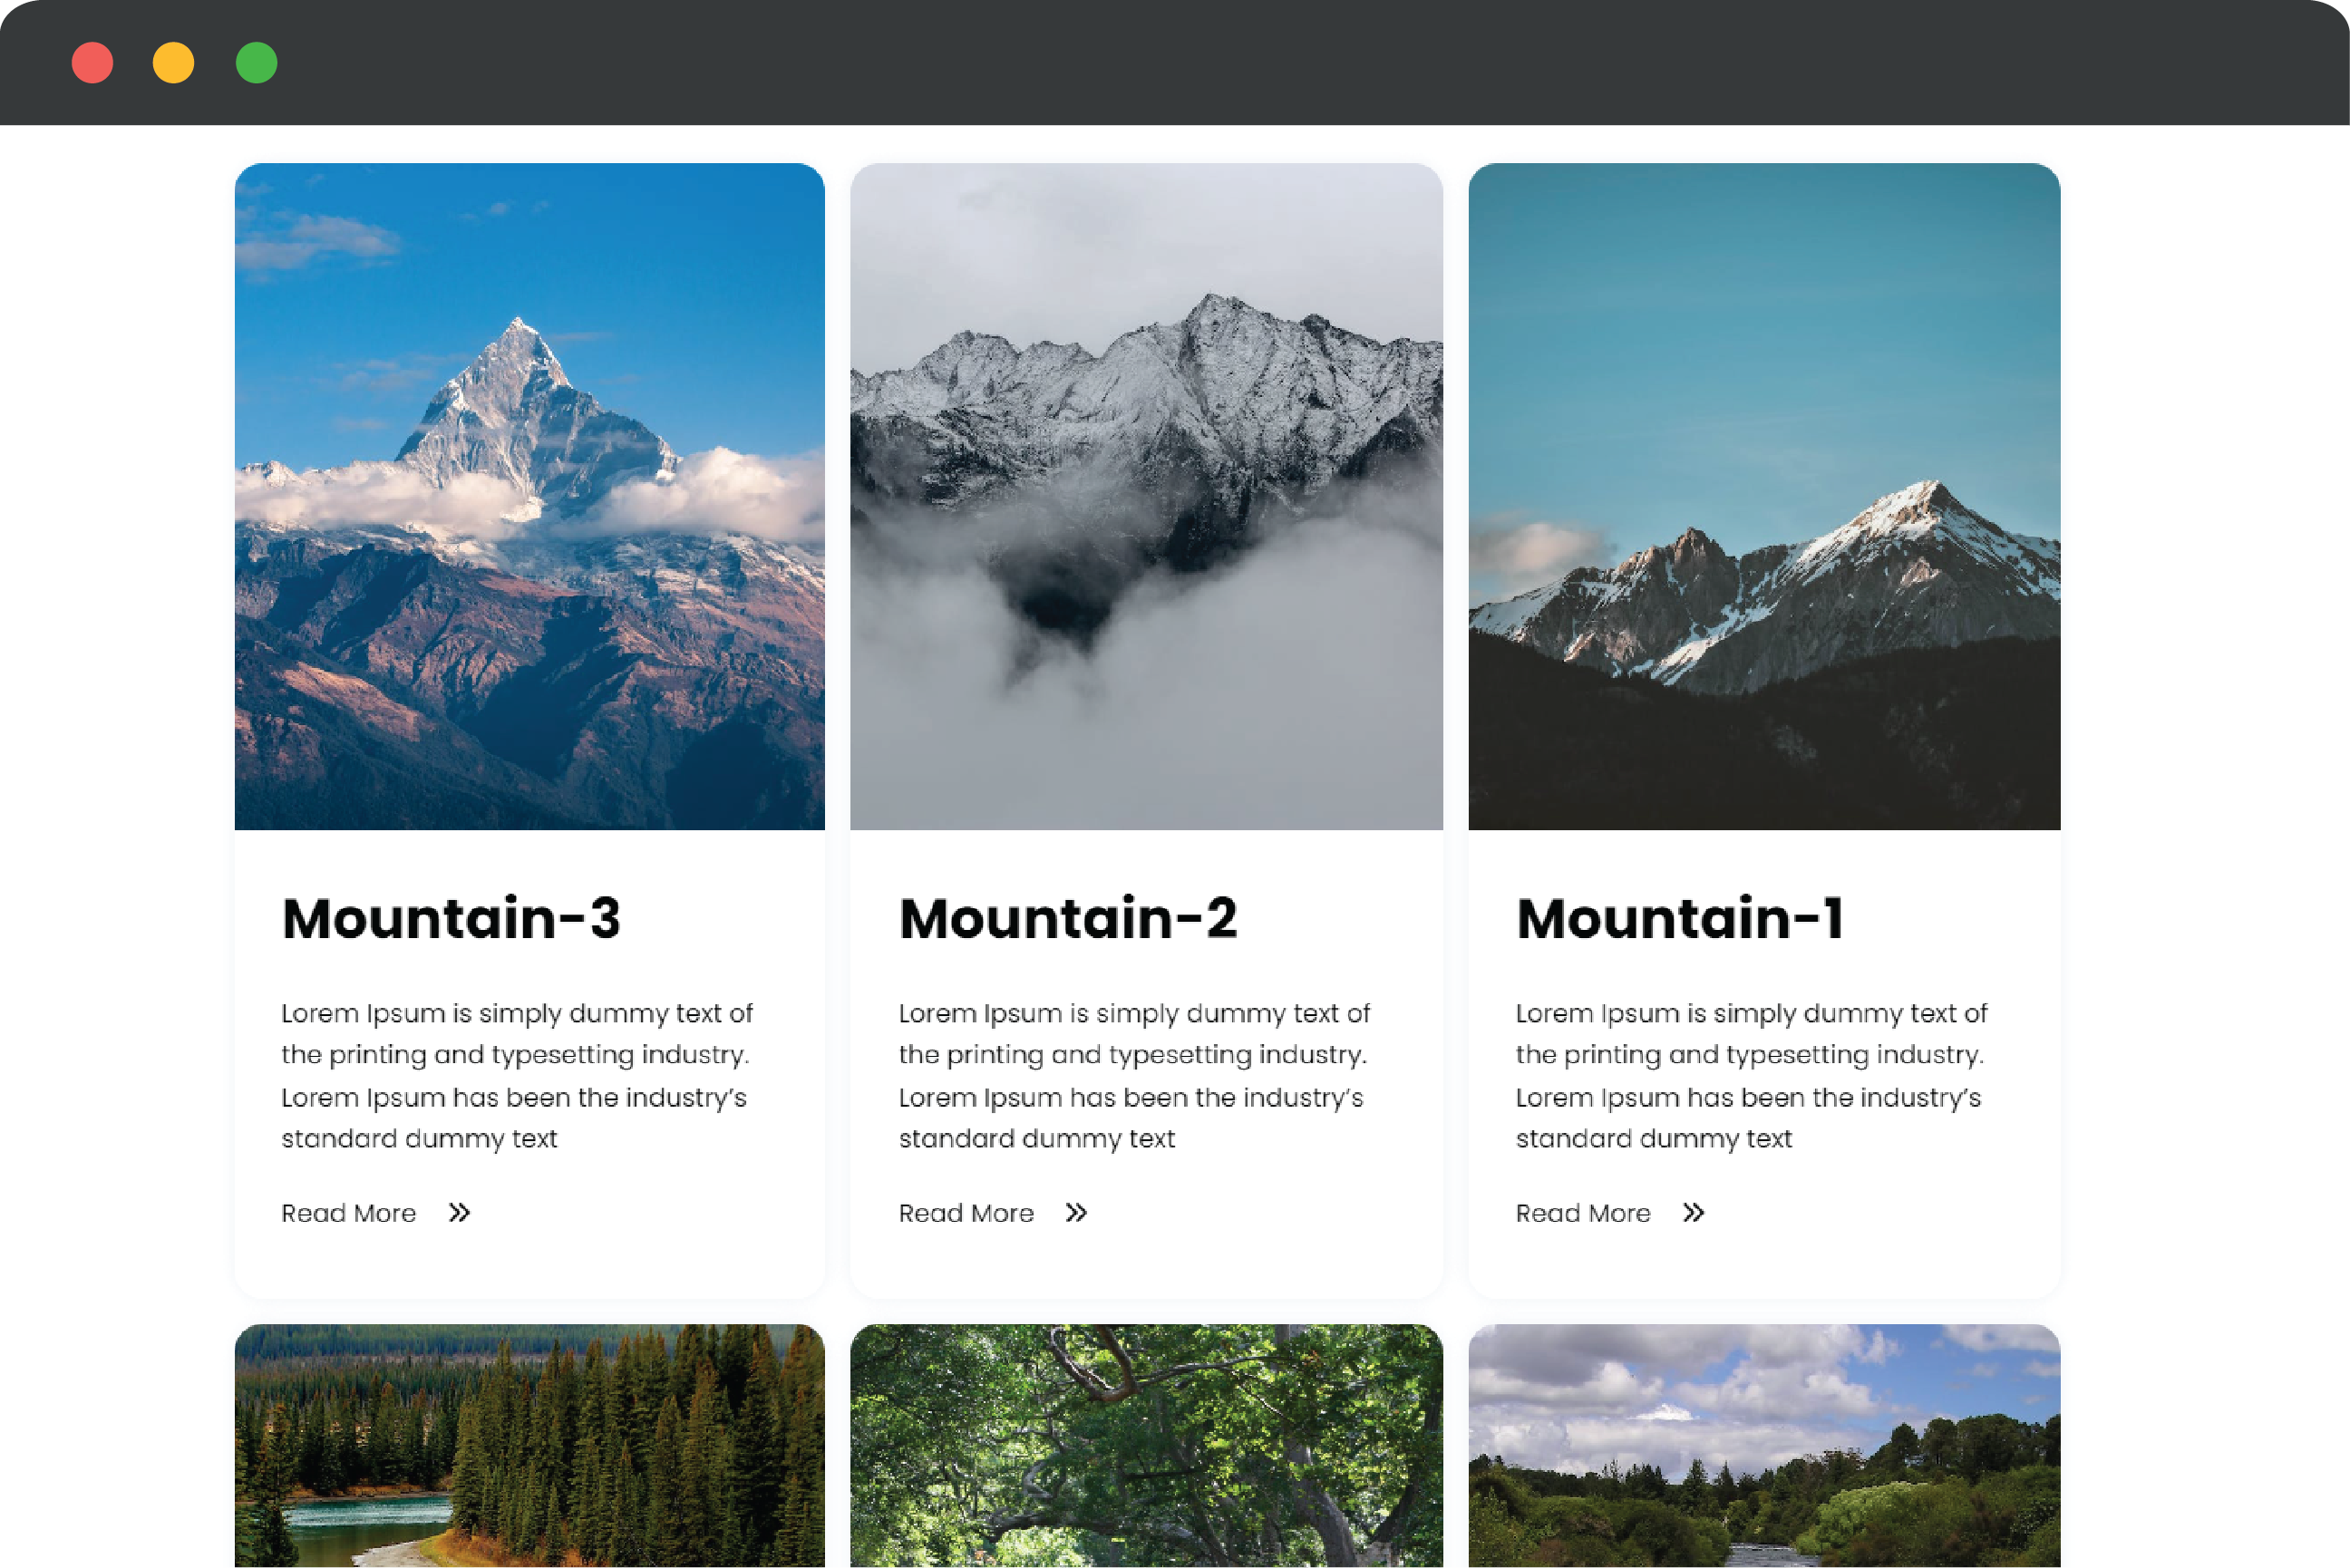 Mountain-3
Lorem Ipsum is simply dummy text of
the printing and typesetting industry.
Lorem Ipsum has been the industry’s
standard dummy text
Read More »
Mountain-2
Lorem Ipsum is simply dummy text of
the printing and typesetting industry.
Lorem Ipsum has been the industry’s
standard dummy text
Read More »
Mountain-1
Lorem Ipsum is simply dummy text of
the printing and typesetting industry.
Lorem Ipsum has been the industry’s
standard dummy text
Read More »